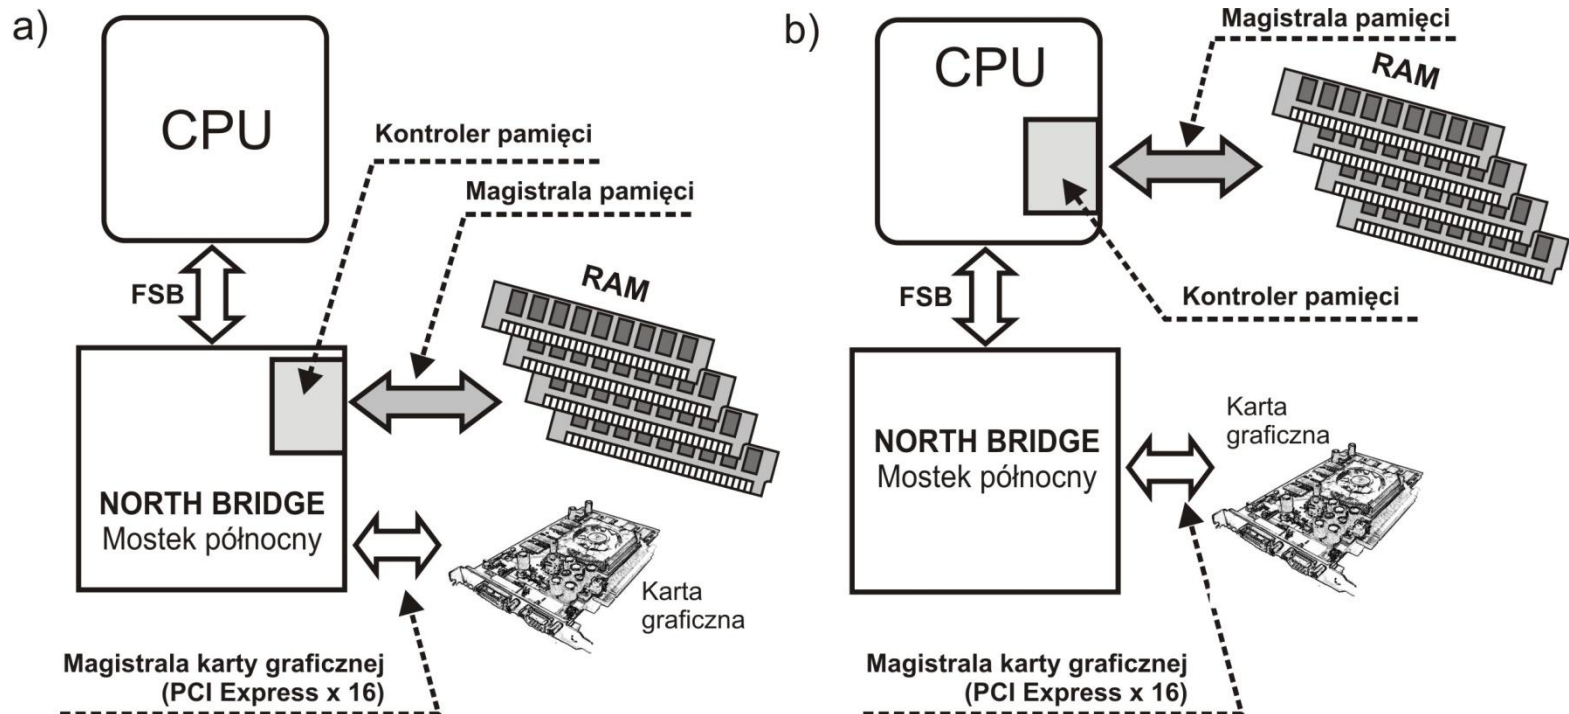 a)
CPU
Kontroler pamięci
Magistrala pamięci
FSB
RAM
NORTH BRIDGE
Mostek północny
Karta
graficzna
Magistrala karty graficznej
(PCI Express x 16)
b)
CPU
Magistrala pamięci
RAM
FSB
Kontroler pamięci
NORTH BRIDGE
Mostek północny
Karta
graficzna
Magistrala karty graficznej
(PCI Express x 16)